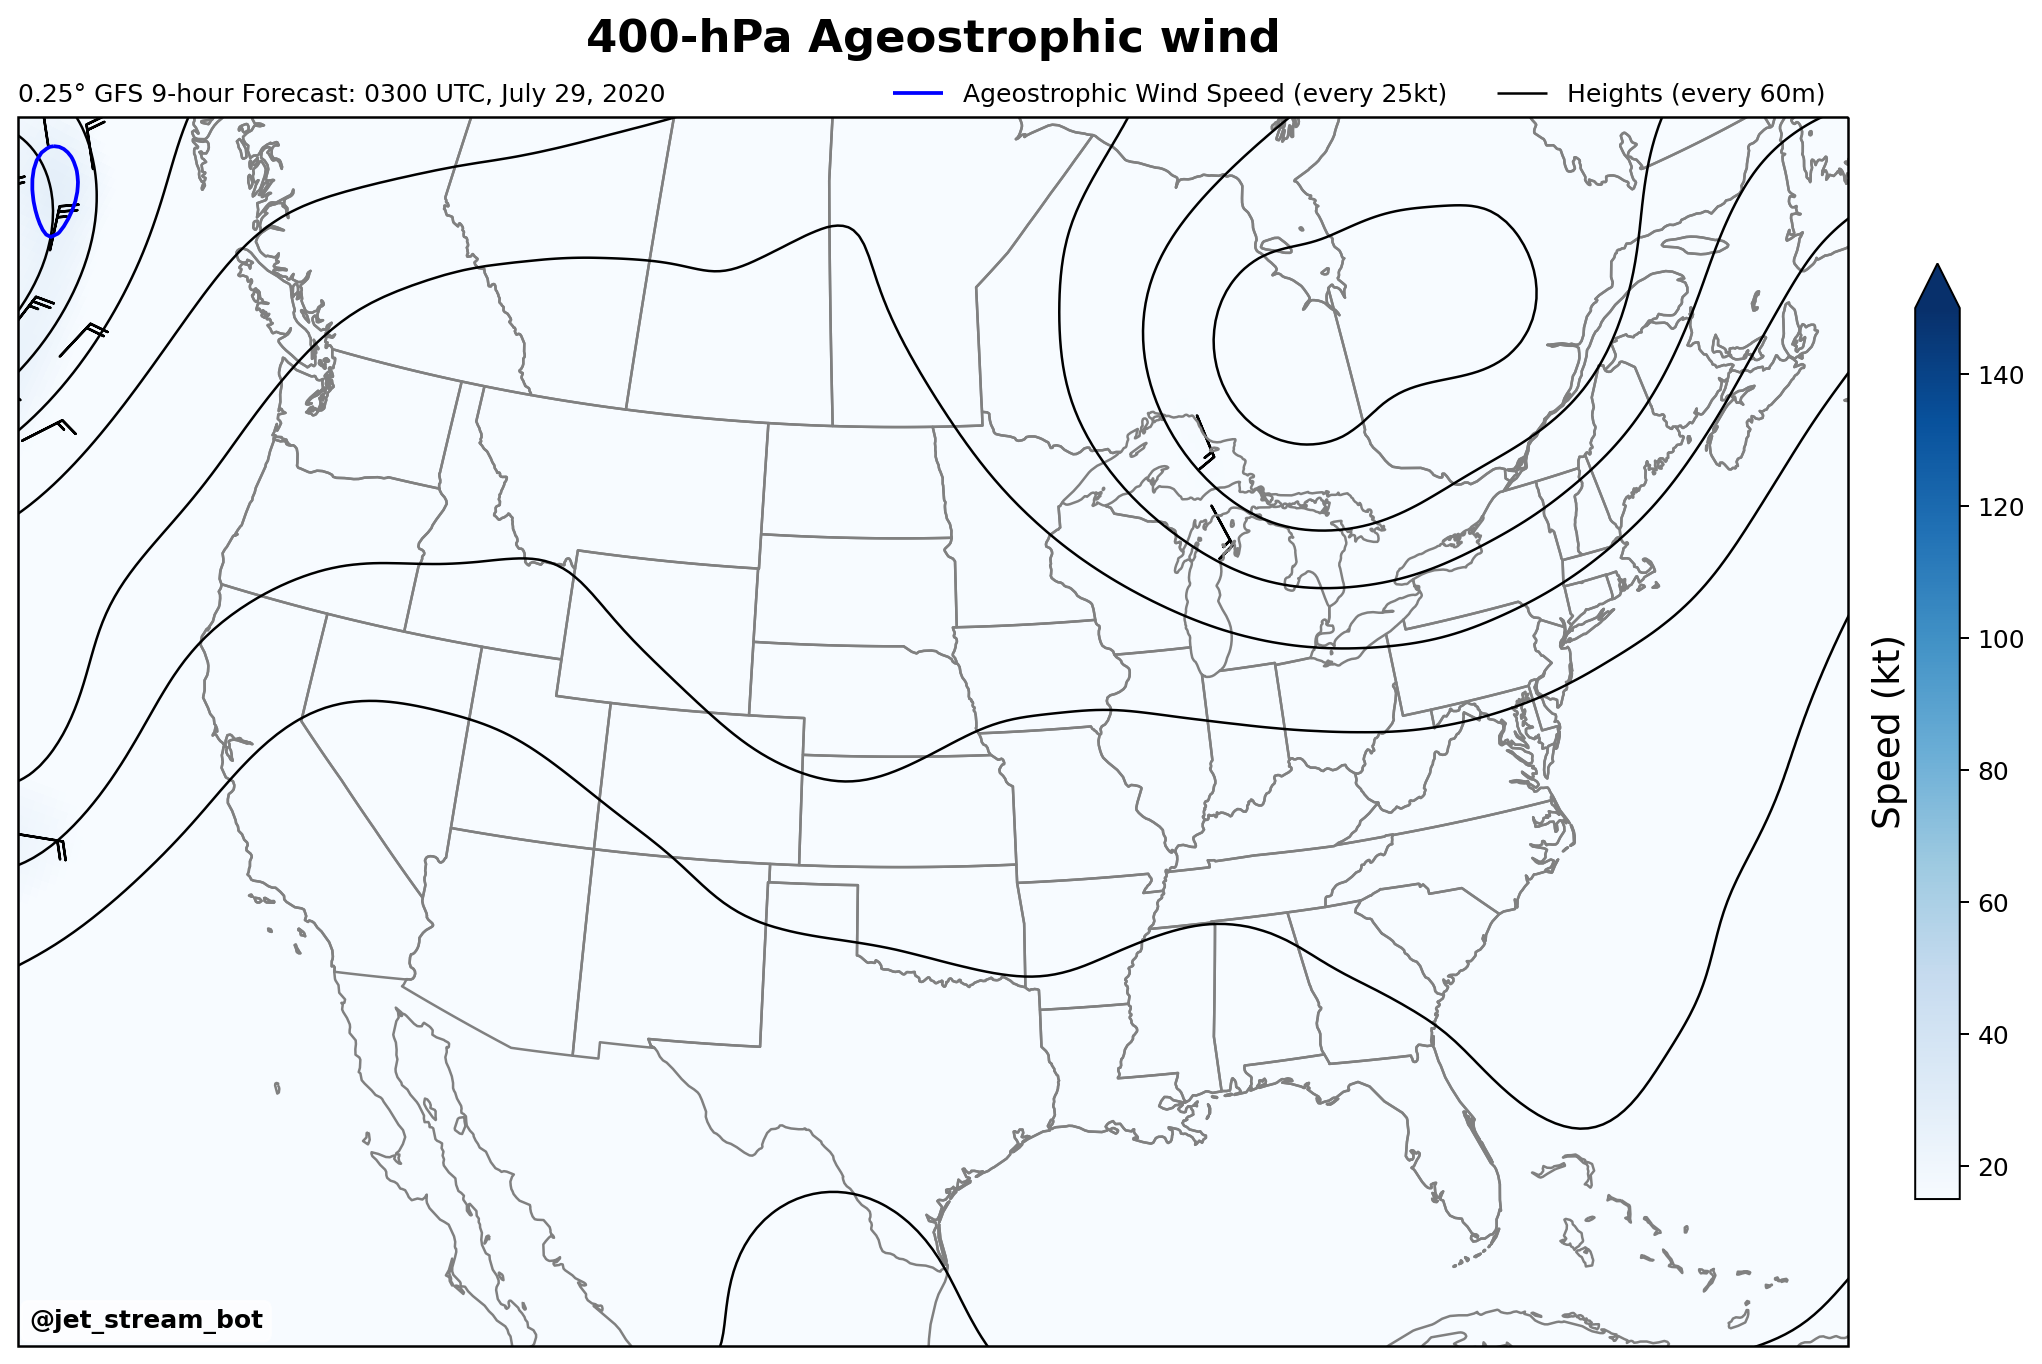 400-hPa Ageostrophic wind
0.25° GFS 9-hour Forecast: 0300 UTC, July 29, 2020
Ageostrophic Wind Speed (every 25kt)
Heights (every 60m)
140
120
100
80
60
40
20
Speed (kt)
@jet_stream_bot